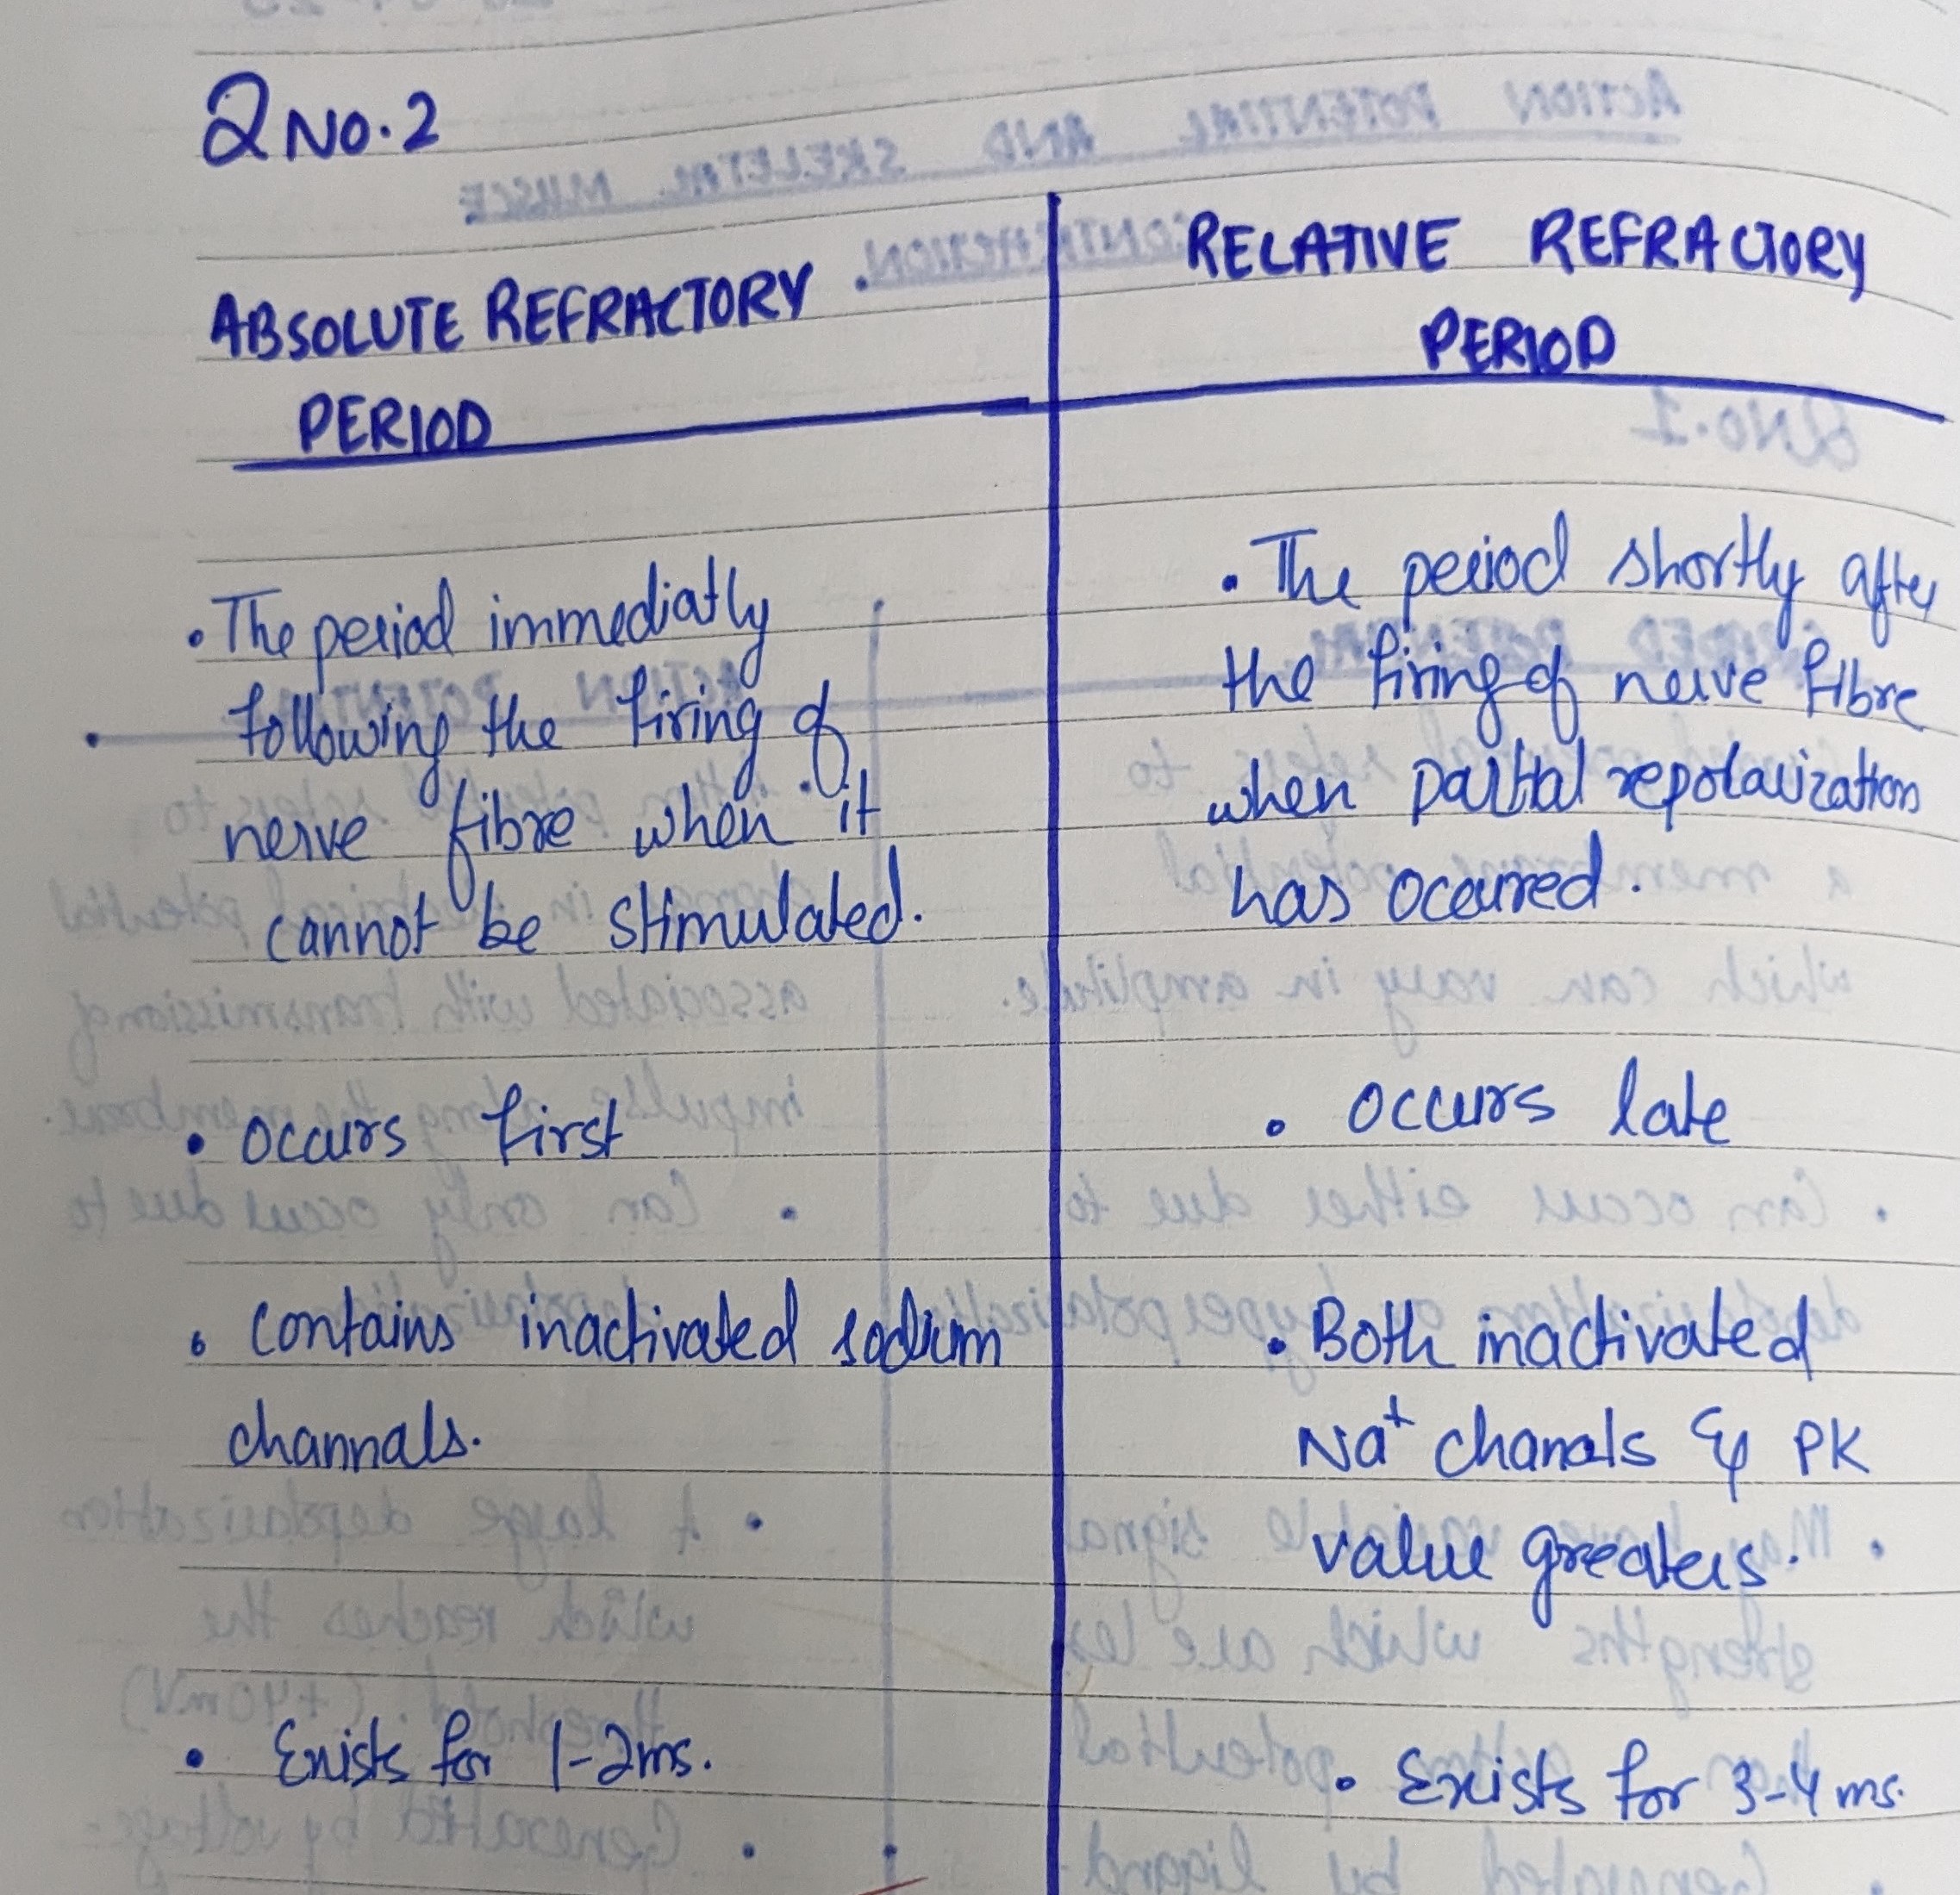 Q NO.2
ABSOLUTE REFRACTORY
PERIOD
• The period immediatly
following the firing of
nerve fibre when it
cannot be stimulated.
• occurs first
• contains inactivated sodium
channals.
• Exists for 1-2ms.
RELATIVE REFRACTORY
PERIOD
• The period shortly after
the firing of nerve fibre
when partial repolarization
has occurred.
• occurs late
• Both inactivated
Na+ chanals & PK
value greaters.
• Exists for 3-4 ms.